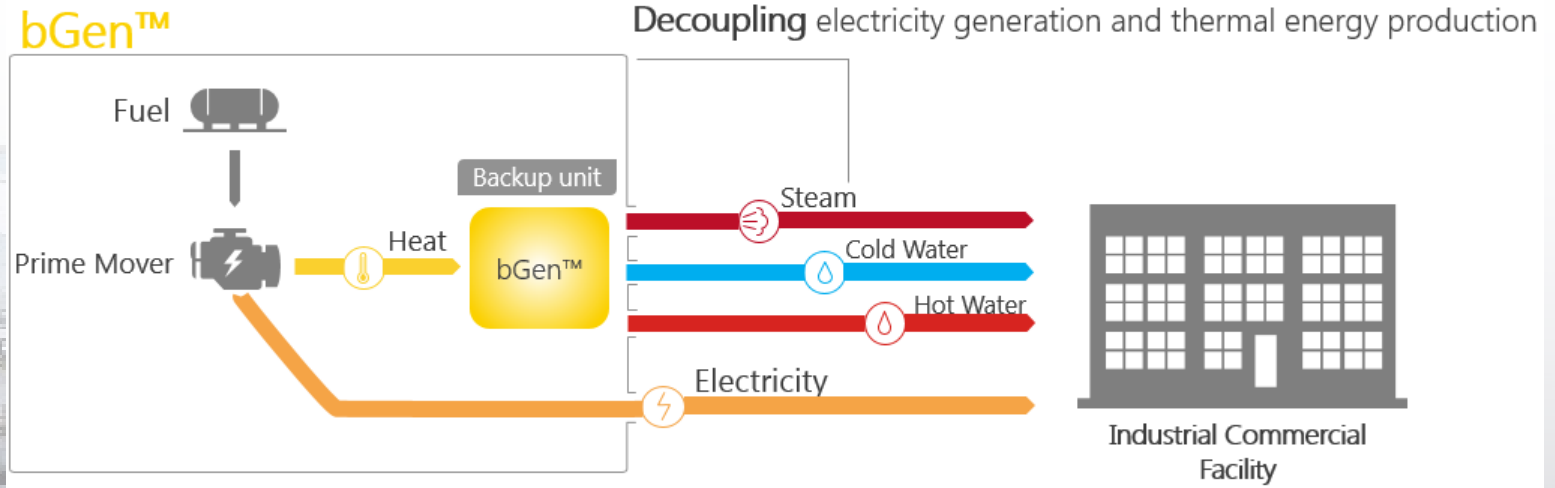 bGen™
Decoupling electricity generation and thermal energy production
Fuel
Backup unit
Steam
Prime Mover
Heat
bGen™
Cold Water
Hot Water
Electricity
Industrial Commercial
Facility